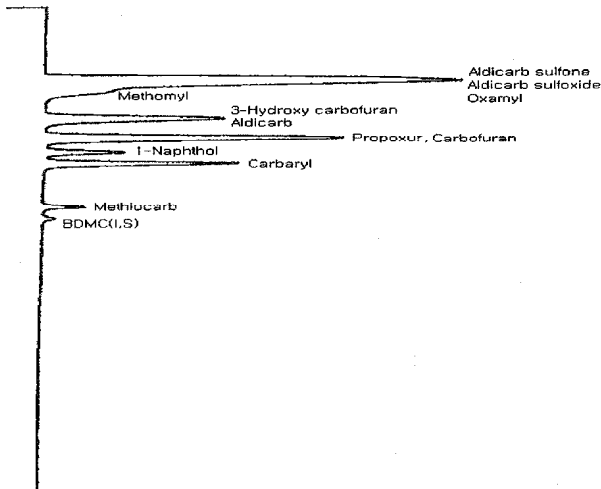 Aldicarb sulfone
Aldicarb sulfoxide
Oxamyl
Methomyl
3-Hydroxy carbofuran
Aldicarb
Propoxur, Carbofuran
1-Naphthol
Carbaryl
Methiocarb
BDMC(I,S)